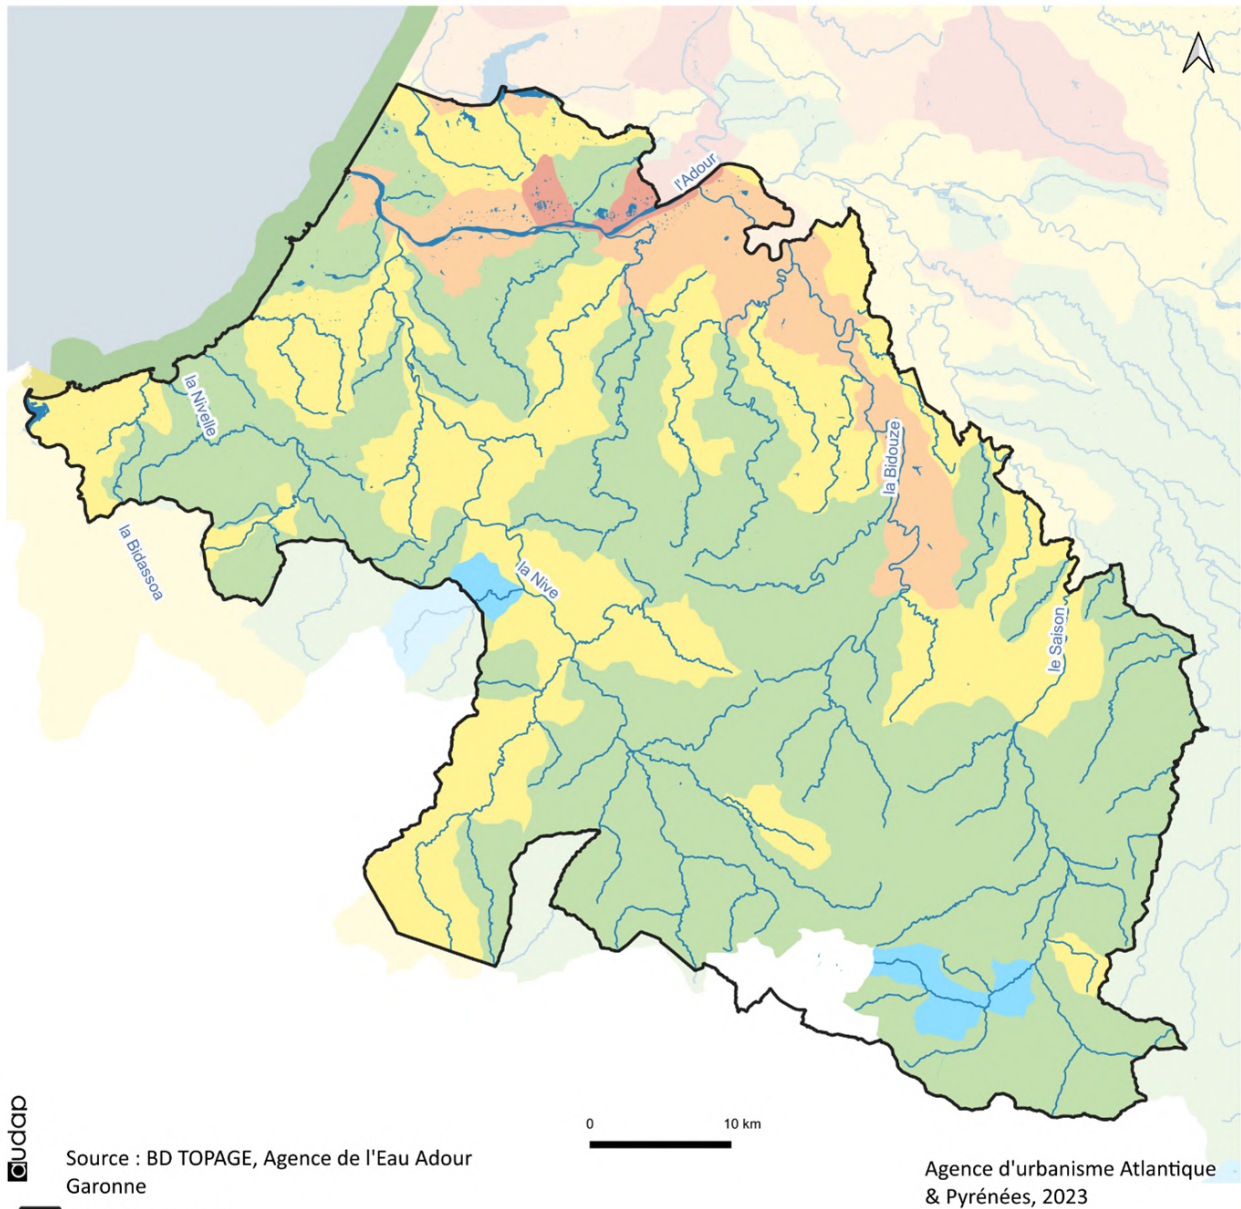 l'Adour
la Nivelle
la Bidouze
la Bidassoa
la Nive
le Saison
0 10 km
audap
Source : BD TOPAGE, Agence de l'Eau Adour
Garonne
Agence d'urbanisme Atlantique
& Pyrénées, 2023